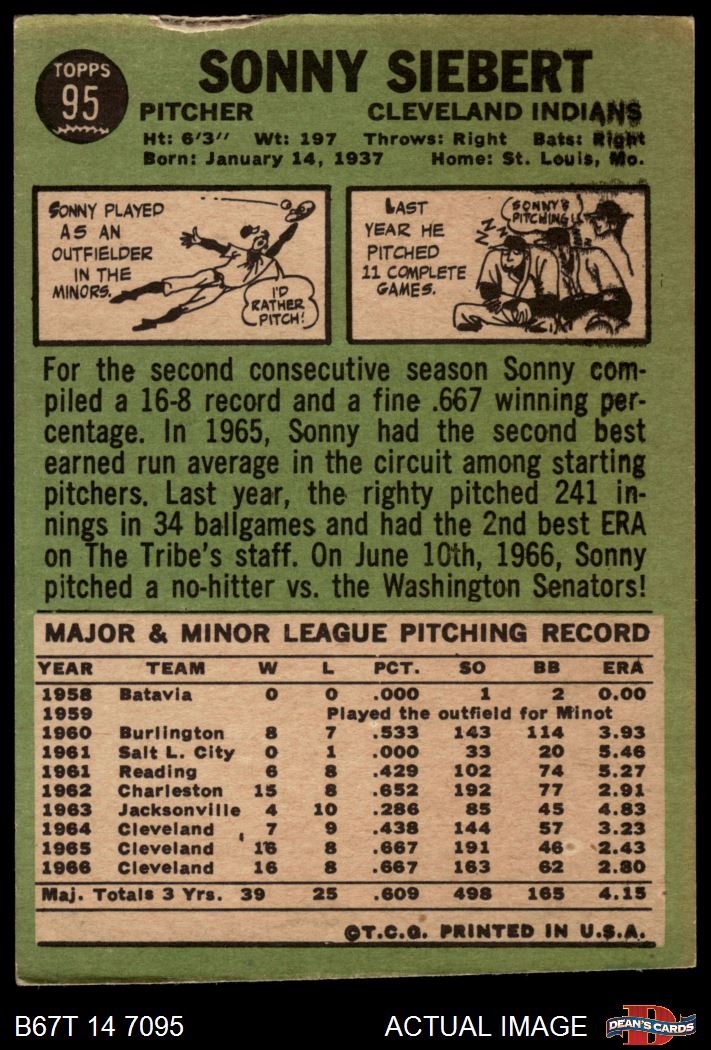 TOPPS
95
SONNY SIEBERT
PITCHER CLEVELAND INDIANS
Ht: 6'3" Wt: 197 Throws: Right Bats: Right
Born: January 14, 1937 Home: St. Louis, Mo.
SONNY PLAYED
AS AN
OUTFIELDER
IN THE
MINORS.
I'D
RATHER
PITCH!
LAST
YEAR HE
PITCHED
11 COMPLETE
GAMES.
SONNY'S
PITCHING!
ZZZZ
For the second consecutive season Sonny com-
piled a 16-8 record and a fine .667 winning per-
centage. In 1965, Sonny had the second best
earned run average in the circuit among starting
pitchers. Last year, the righty pitched 241 in-
nings in 34 ballgames and had the 2nd best ERA
on The Tribe's staff. On June 10th, 1966, Sonny
pitched a no-hitter vs. the Washington Senators!
MAJOR & MINOR LEAGUE PITCHING RECORD
YEAR TEAM W L PCT. SO BB ERA
1958 Batavia 0 0 .000 1 2 0.00
1959 Played the outfield for Minot
1960 Burlington 8 7 .533 143 114 3.93
1961 Salt L. City 0 1 .000 33 20 5.46
1961 Reading 6 8 .429 102 74 5.27
1962 Charleston 15 8 .652 192 77 2.91
1963 Jacksonville 4 10 .286 85 45 4.83
1964 Cleveland 7 9 .438 144 57 3.23
1965 Cleveland 16 8 .667 191 46 2.43
1966 Cleveland 16 8 .667 163 62 2.80
Maj. Totals 3 Yrs. 39 25 .609 498 165 4.15
©T.C.G. PRINTED IN U.S.A.
B67T 14 7095 ACTUAL IMAGE
D
DEAN'S CARDS